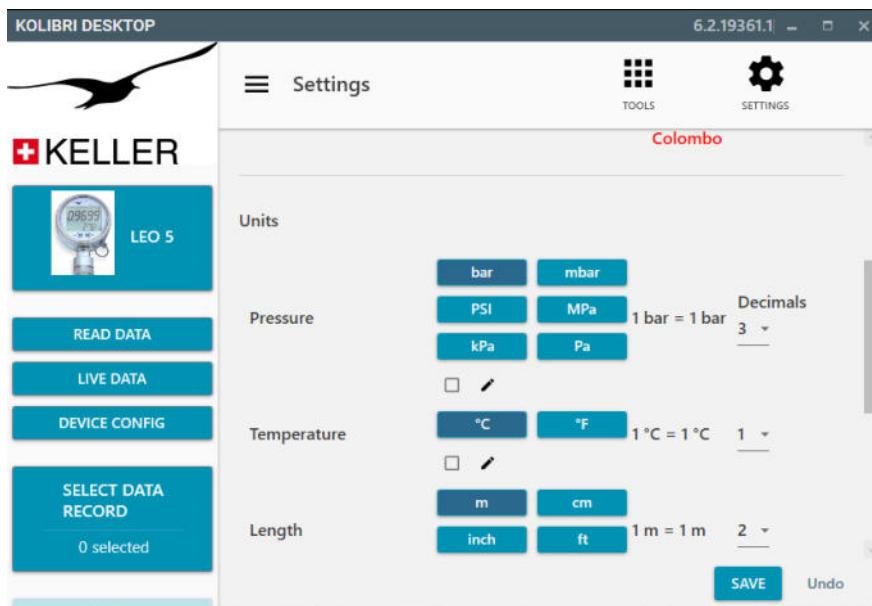 KOLIBRI DESKTOP
6.2.19361.1
KELLER
LEO 5
READ DATA
LIVE DATA
DEVICE CONFIG
SELECT DATA
RECORD
0 selected
Settings
TOOLS
SETTINGS
Colombo
Units
Pressure
bar
mbar
PSI
MPa
kPa
Pa
1 bar = 1 bar
Decimals
3
Temperature
°C
°F
1 °C = 1 °C
1
Length
m
cm
inch
ft
1 m = 1 m
2
SAVE
Undo